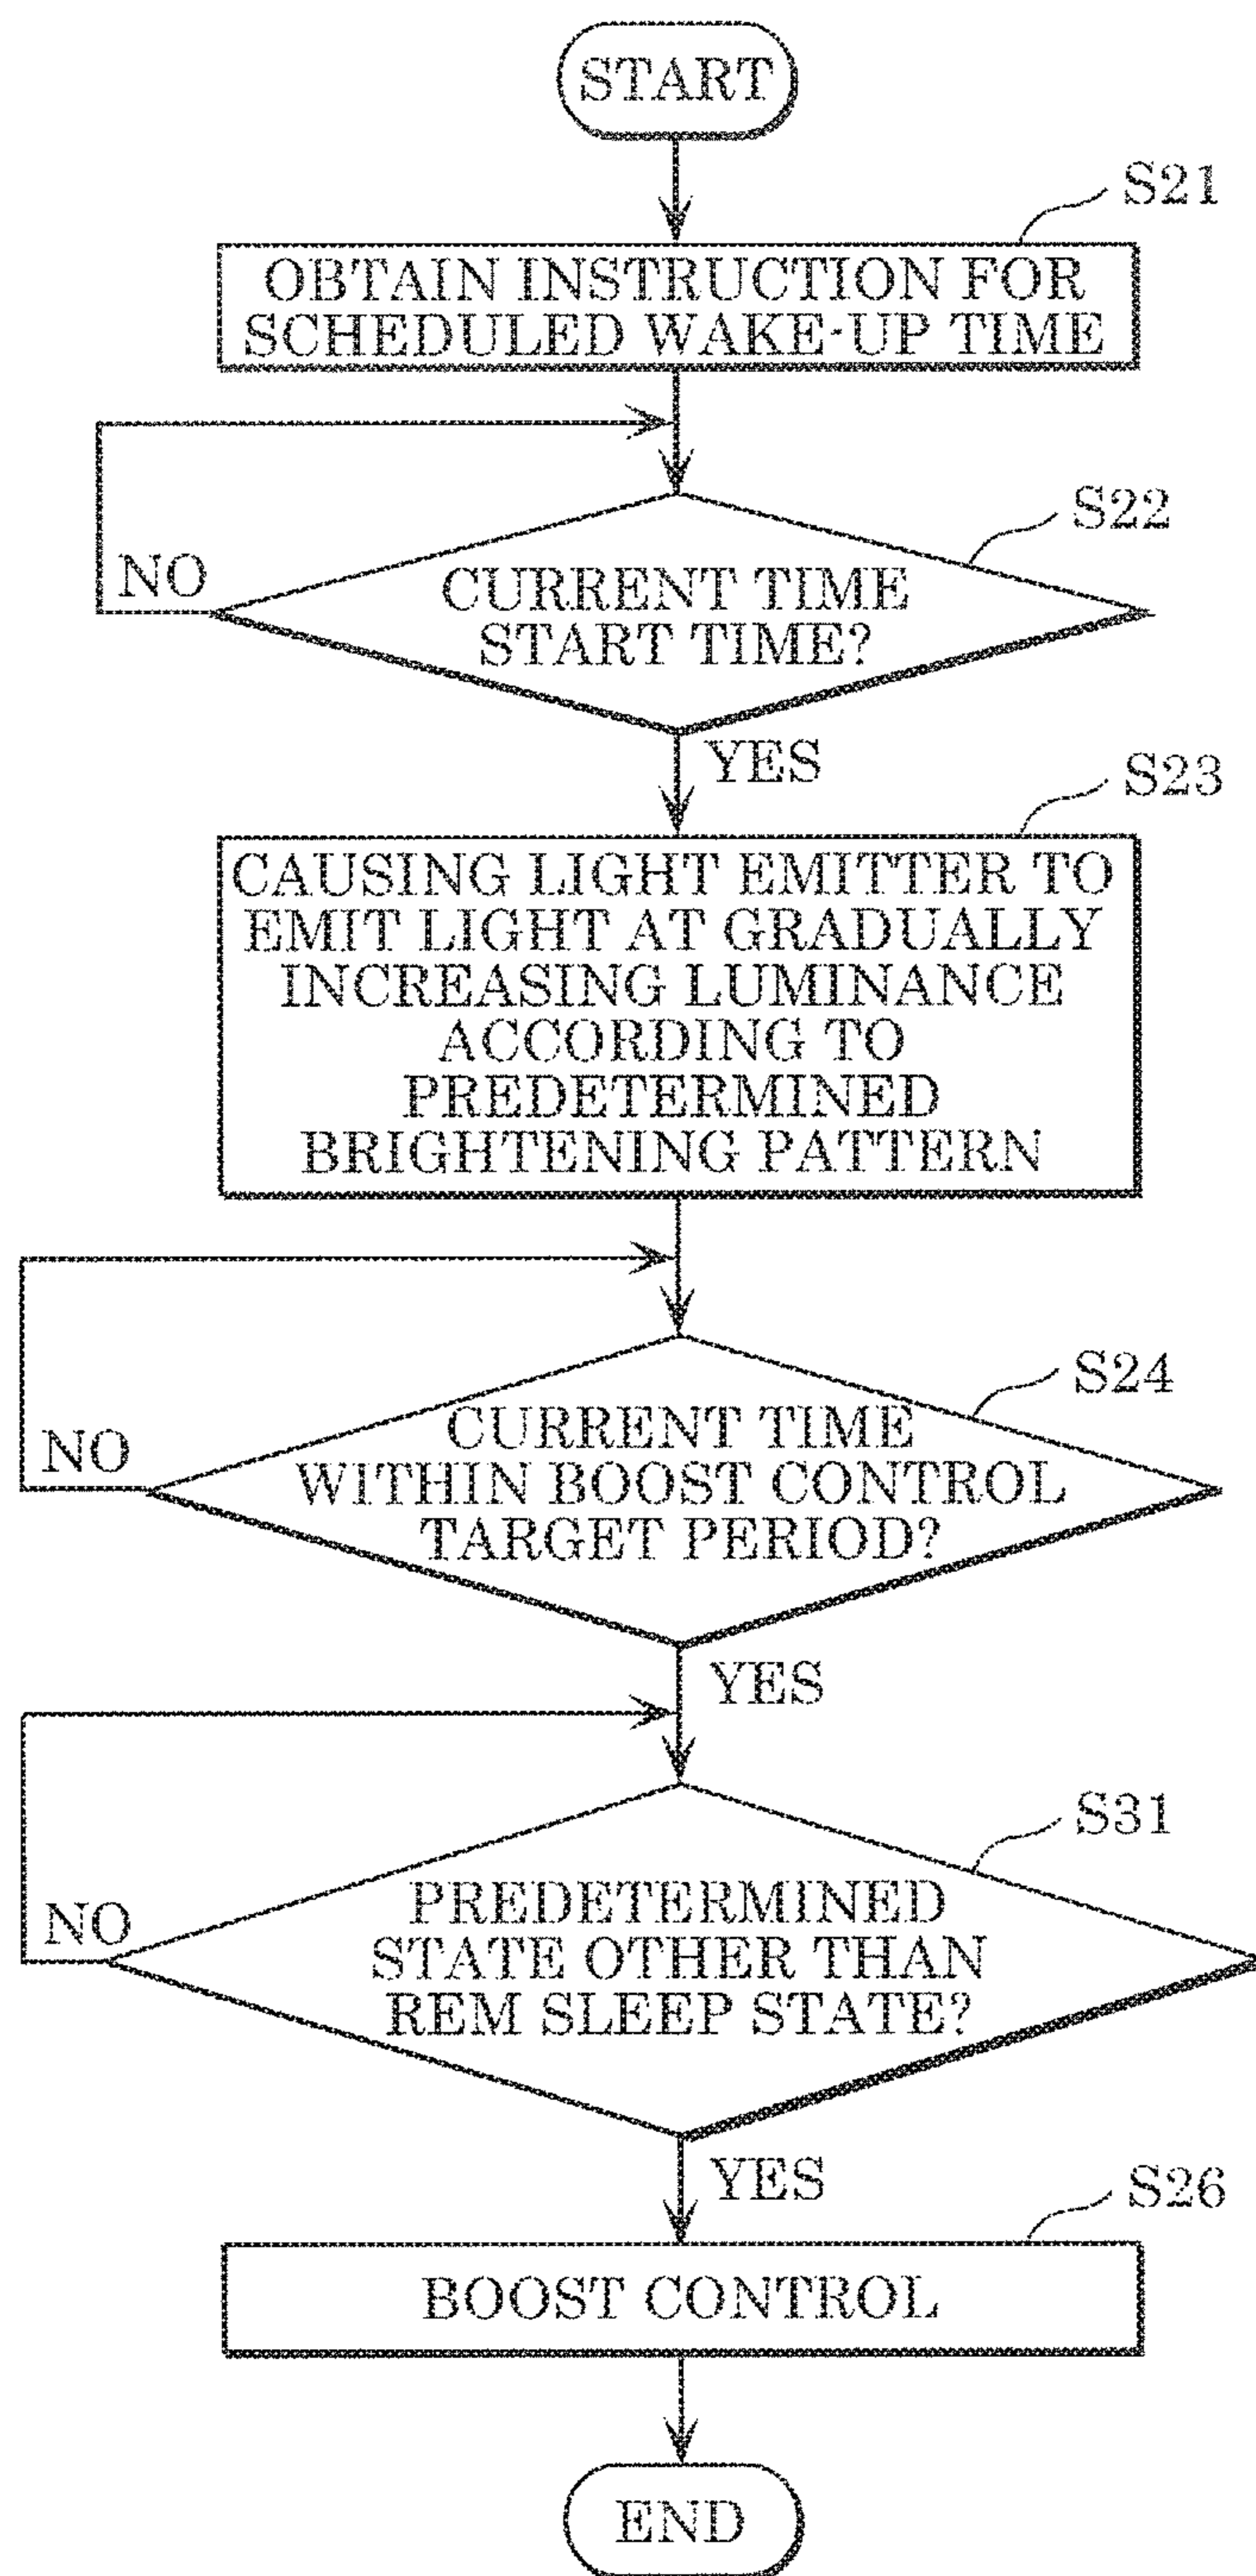 START
S21
OBTAIN INSTRUCTION FOR
SCHEDULED WAKE-UP TIME
S22
NO
CURRENT TIME
START TIME?
YES
S23
CAUSING LIGHT EMITTER TO
EMIT LIGHT AT GRADUALLY
INCREASING LUMINANCE
ACCORDING TO
PREDETERMINED
BRIGHTENING PATTERN
S24
NO
CURRENT TIME
WITHIN BOOST CONTROL
TARGET PERIOD?
YES
S31
NO
PREDETERMINED
STATE OTHER THAN
REM SLEEP STATE?
YES
S26
BOOST CONTROL
END